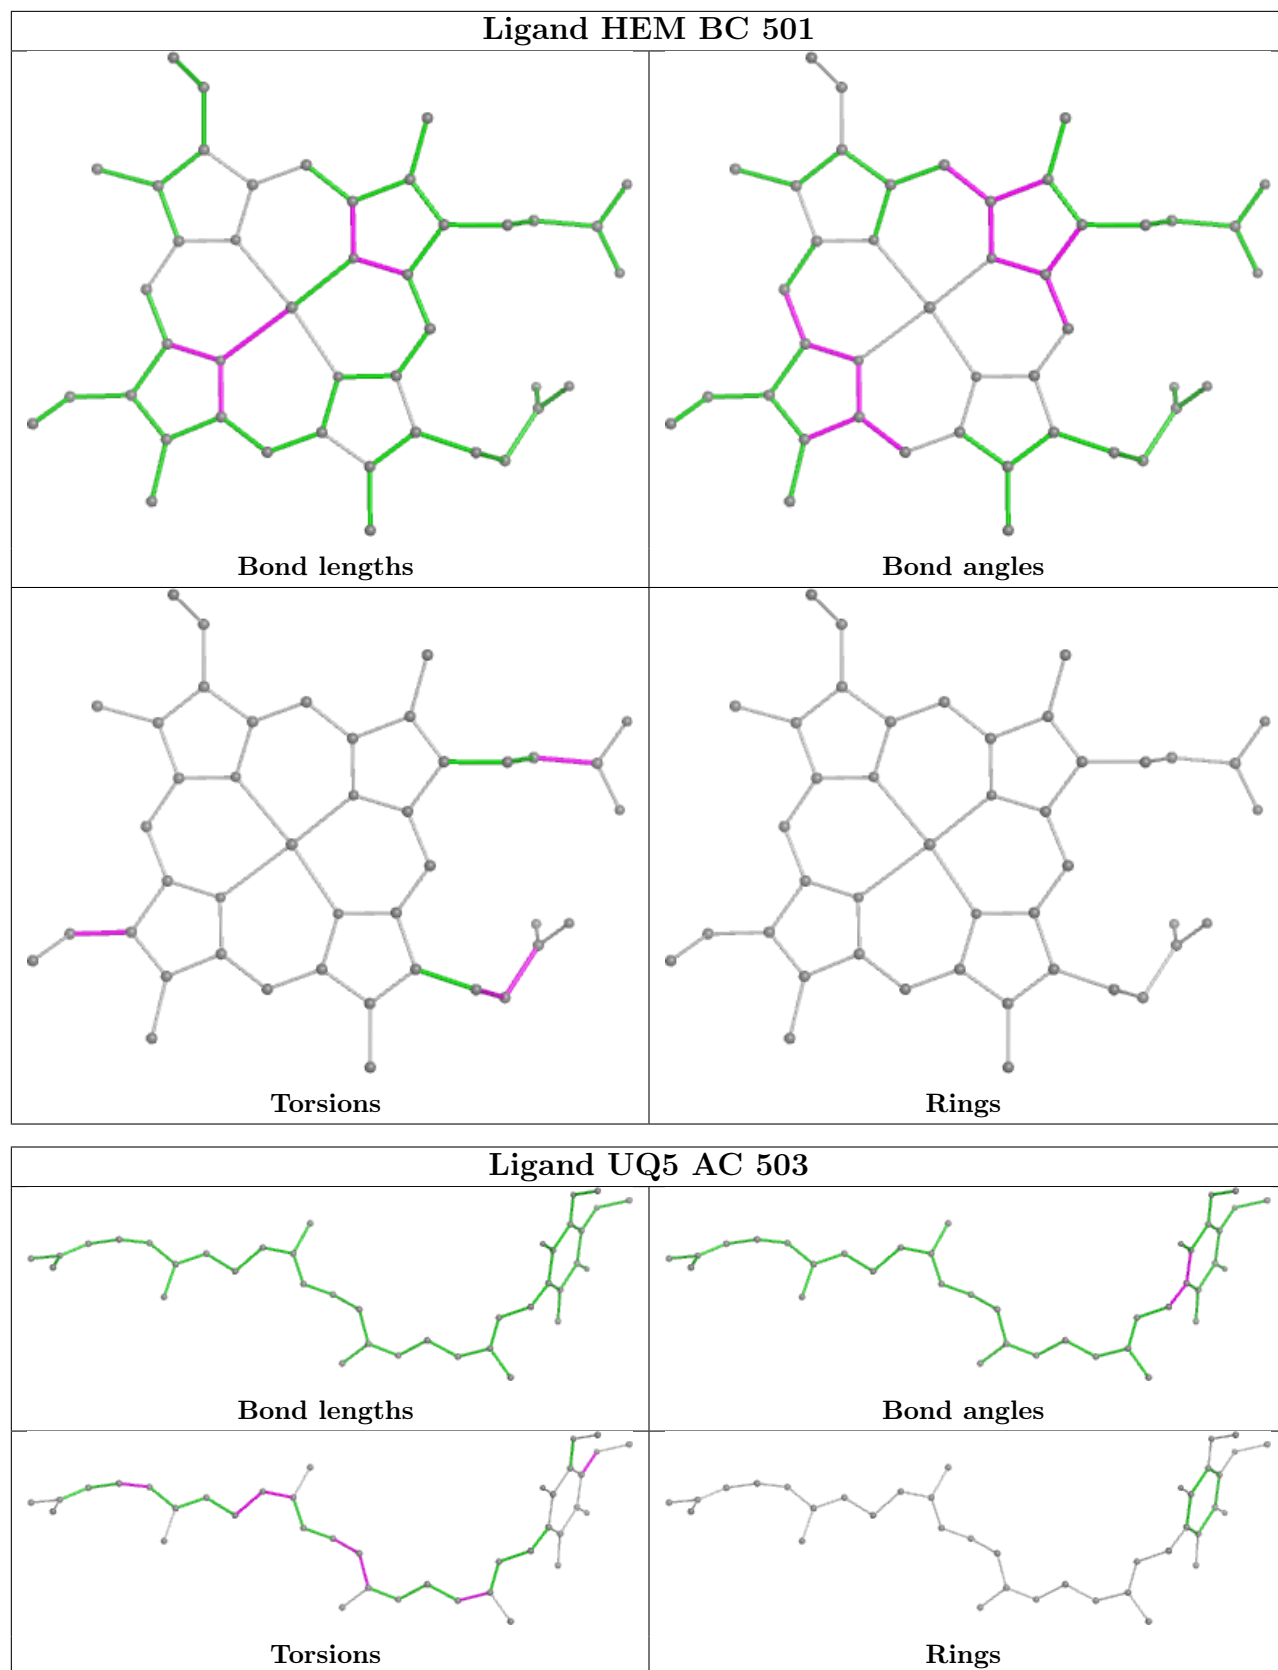 Ligand HEM BC 501
Bond lengths
Bond angles
Torsions
Rings
Ligand UQ5 AC 503
Bond lengths
Bond angles
Torsions
Rings